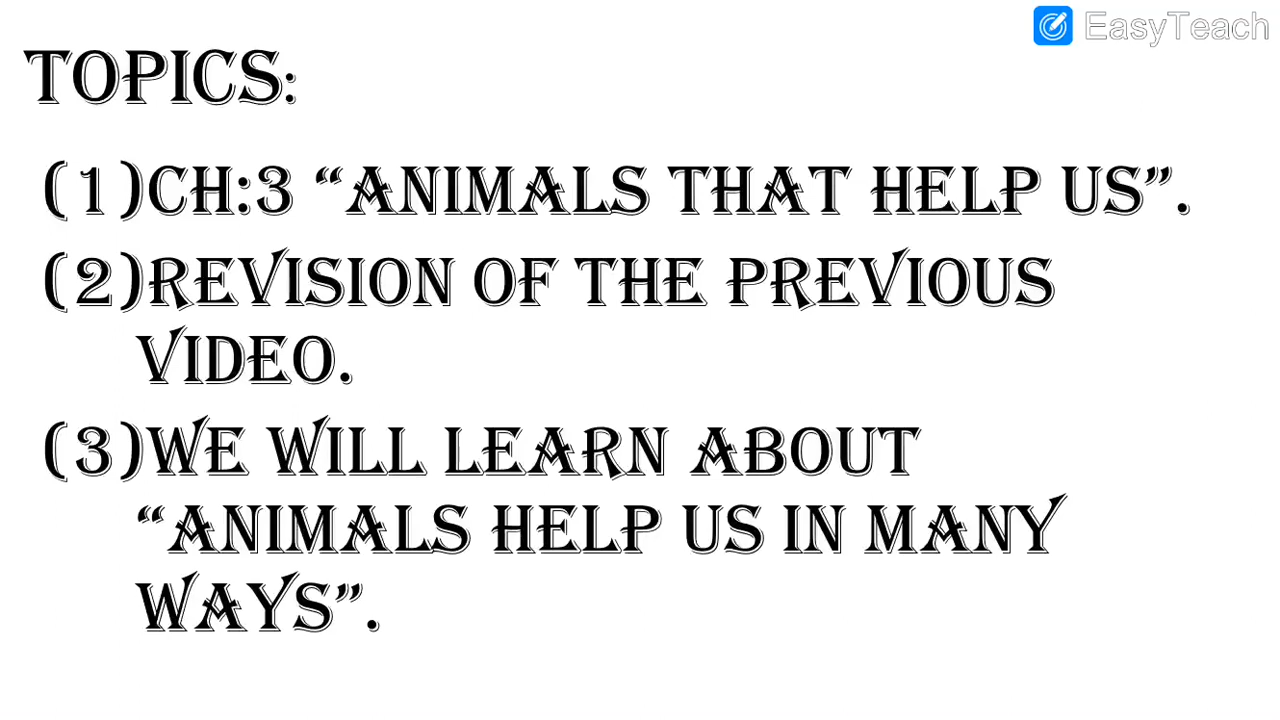 EasyTeach
TOPICS:
(1)CH:3 “ANIMALS THAT HELP US”.
(2)REVISION OF THE PREVIOUS
VIDEO.
(3)WE WILL LEARN ABOUT
“ANIMALS HELP US IN MANY
WAYS”.